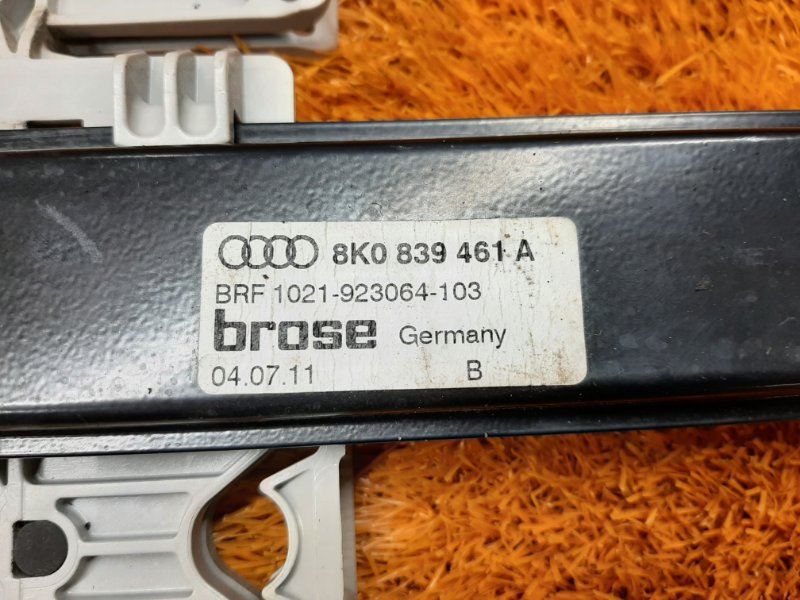 8K0 839 461 A
BRF 1021-923064-103
brose Germany
04.07.11 B